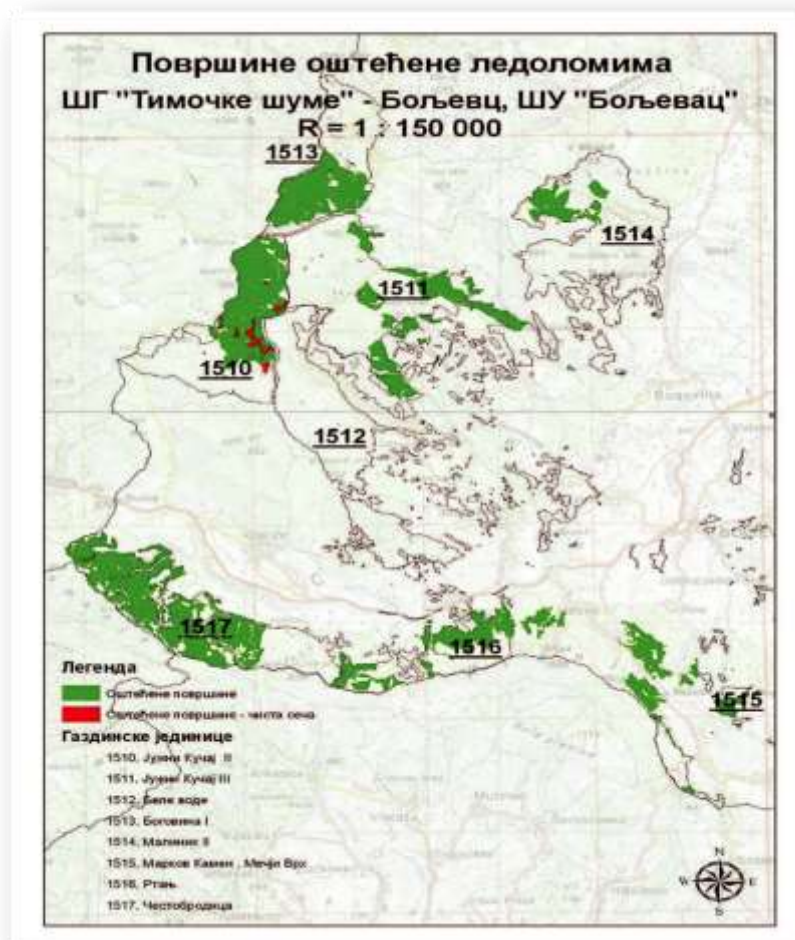 Површине оштећене ледоломима
ШГ "Тимочке шуме" - Бољевц, ШУ "Бољевац"
R = 1 : 150 000
1513
1514
1511
1510
1512
1517
1516
1515
Легенда
Оштећене површине
Оштећене површине - чиста сеча
Газдинске јединице
1510. Јужни Кучај II
1511. Јужни Кучај III
1512. Беле воде
1513. Боговина I
1514. Малиник II
1515. Марков Камен , Мечји Врх
1516. Ртањ
1517. Честобродица
N
W E
S